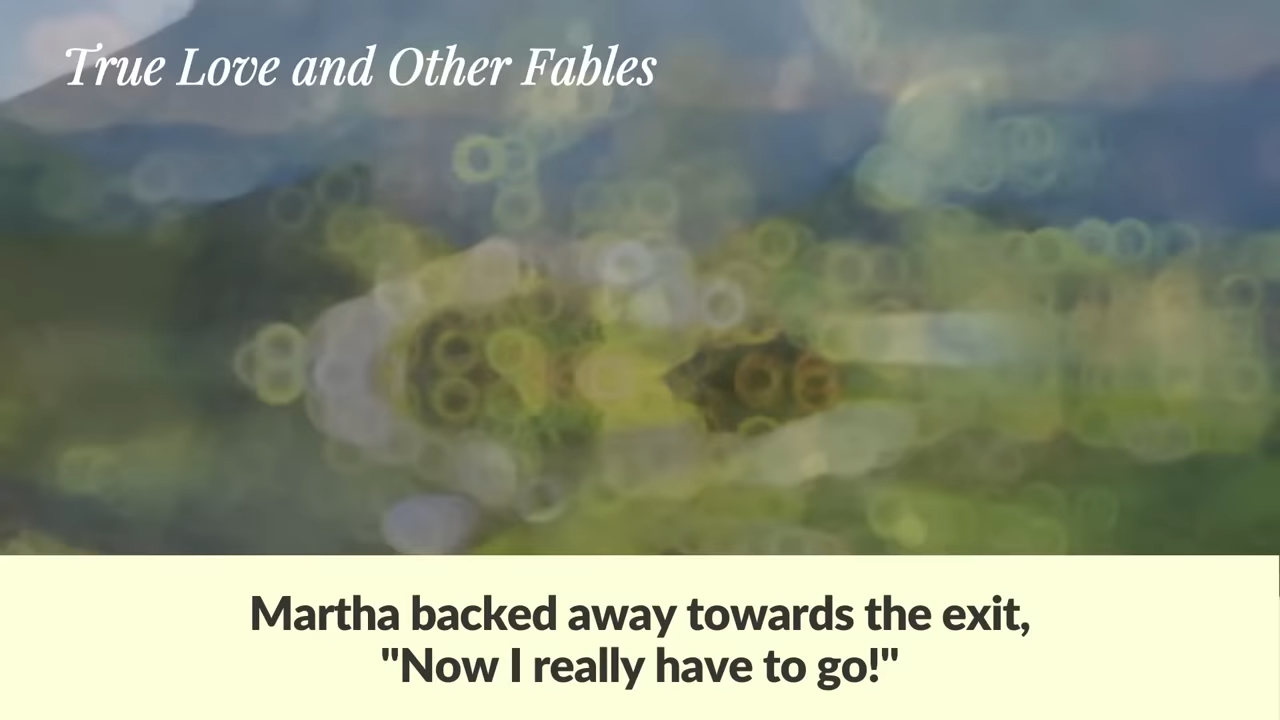 True Love and Other Fables
Martha backed away towards the exit,
"Now I really have to go!"